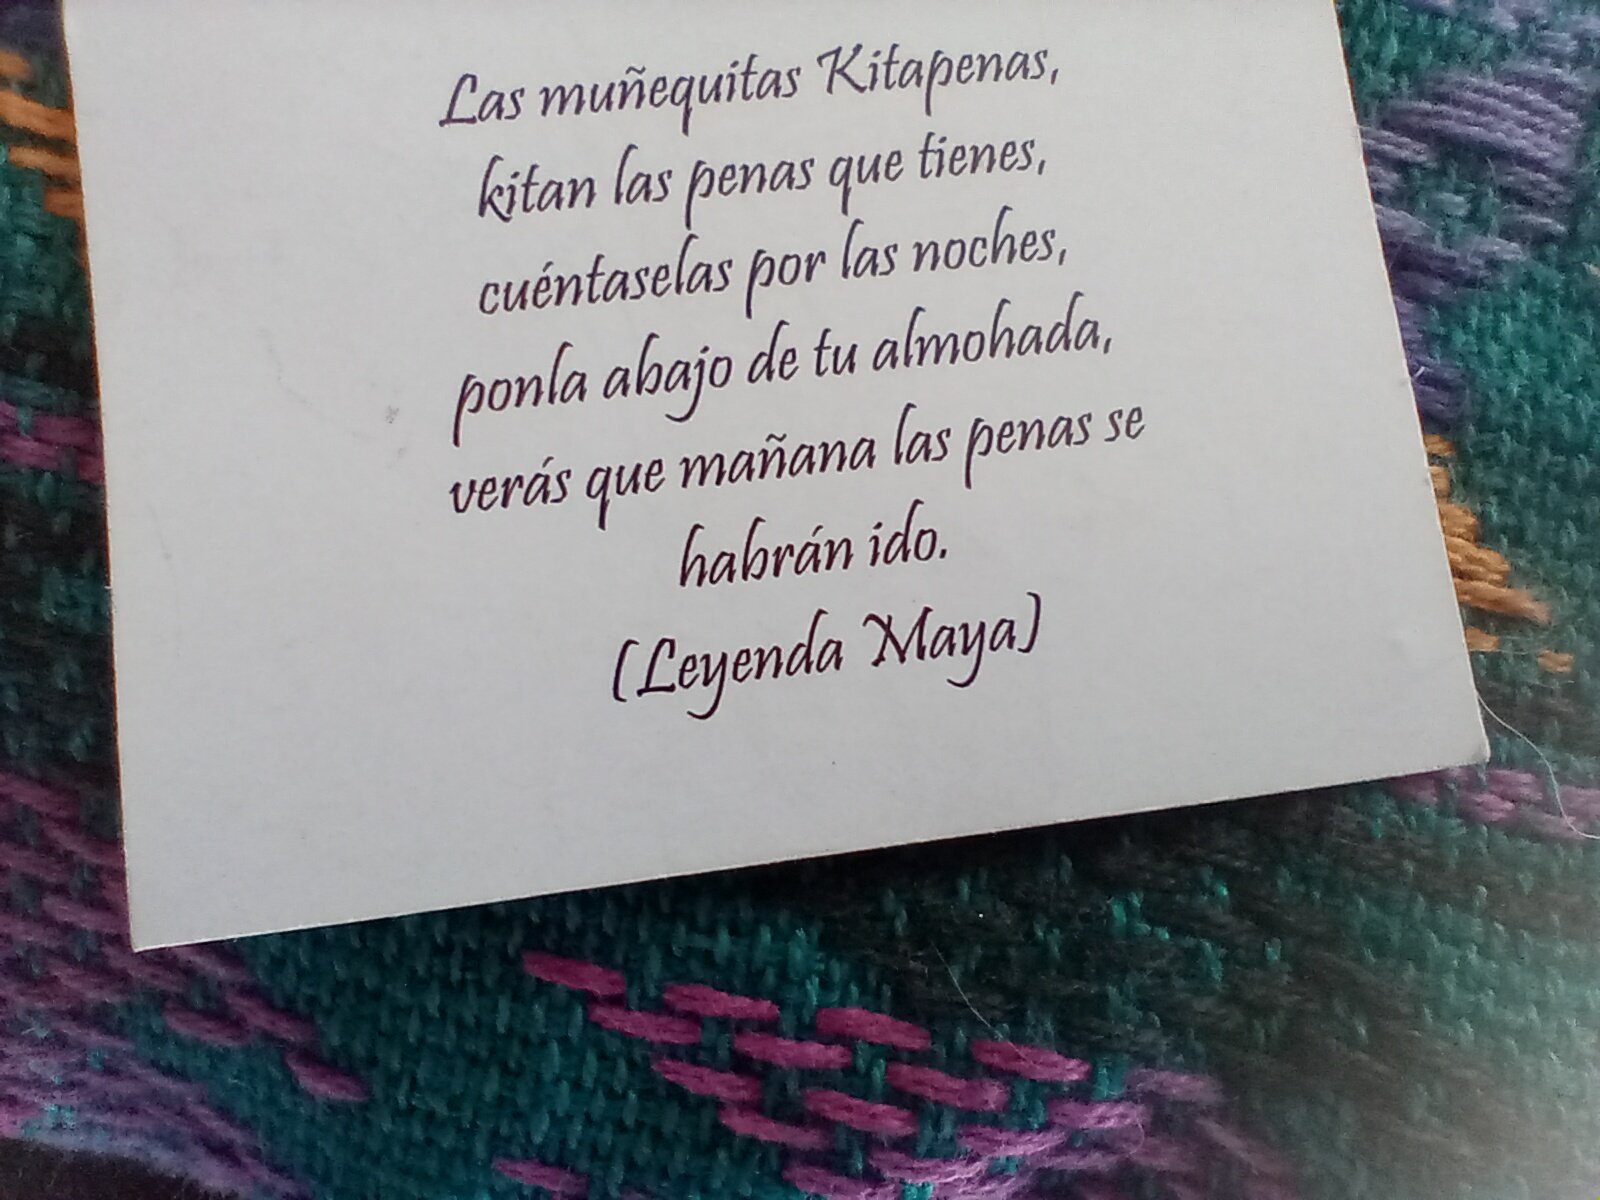 Las muñequitas Kitapenas,
kitan las penas que tienes,
cuéntaselas por las noches,
ponla abajo de tu almohada,
verás que mañana las penas se
habrán ido.
(Leyenda Maya)